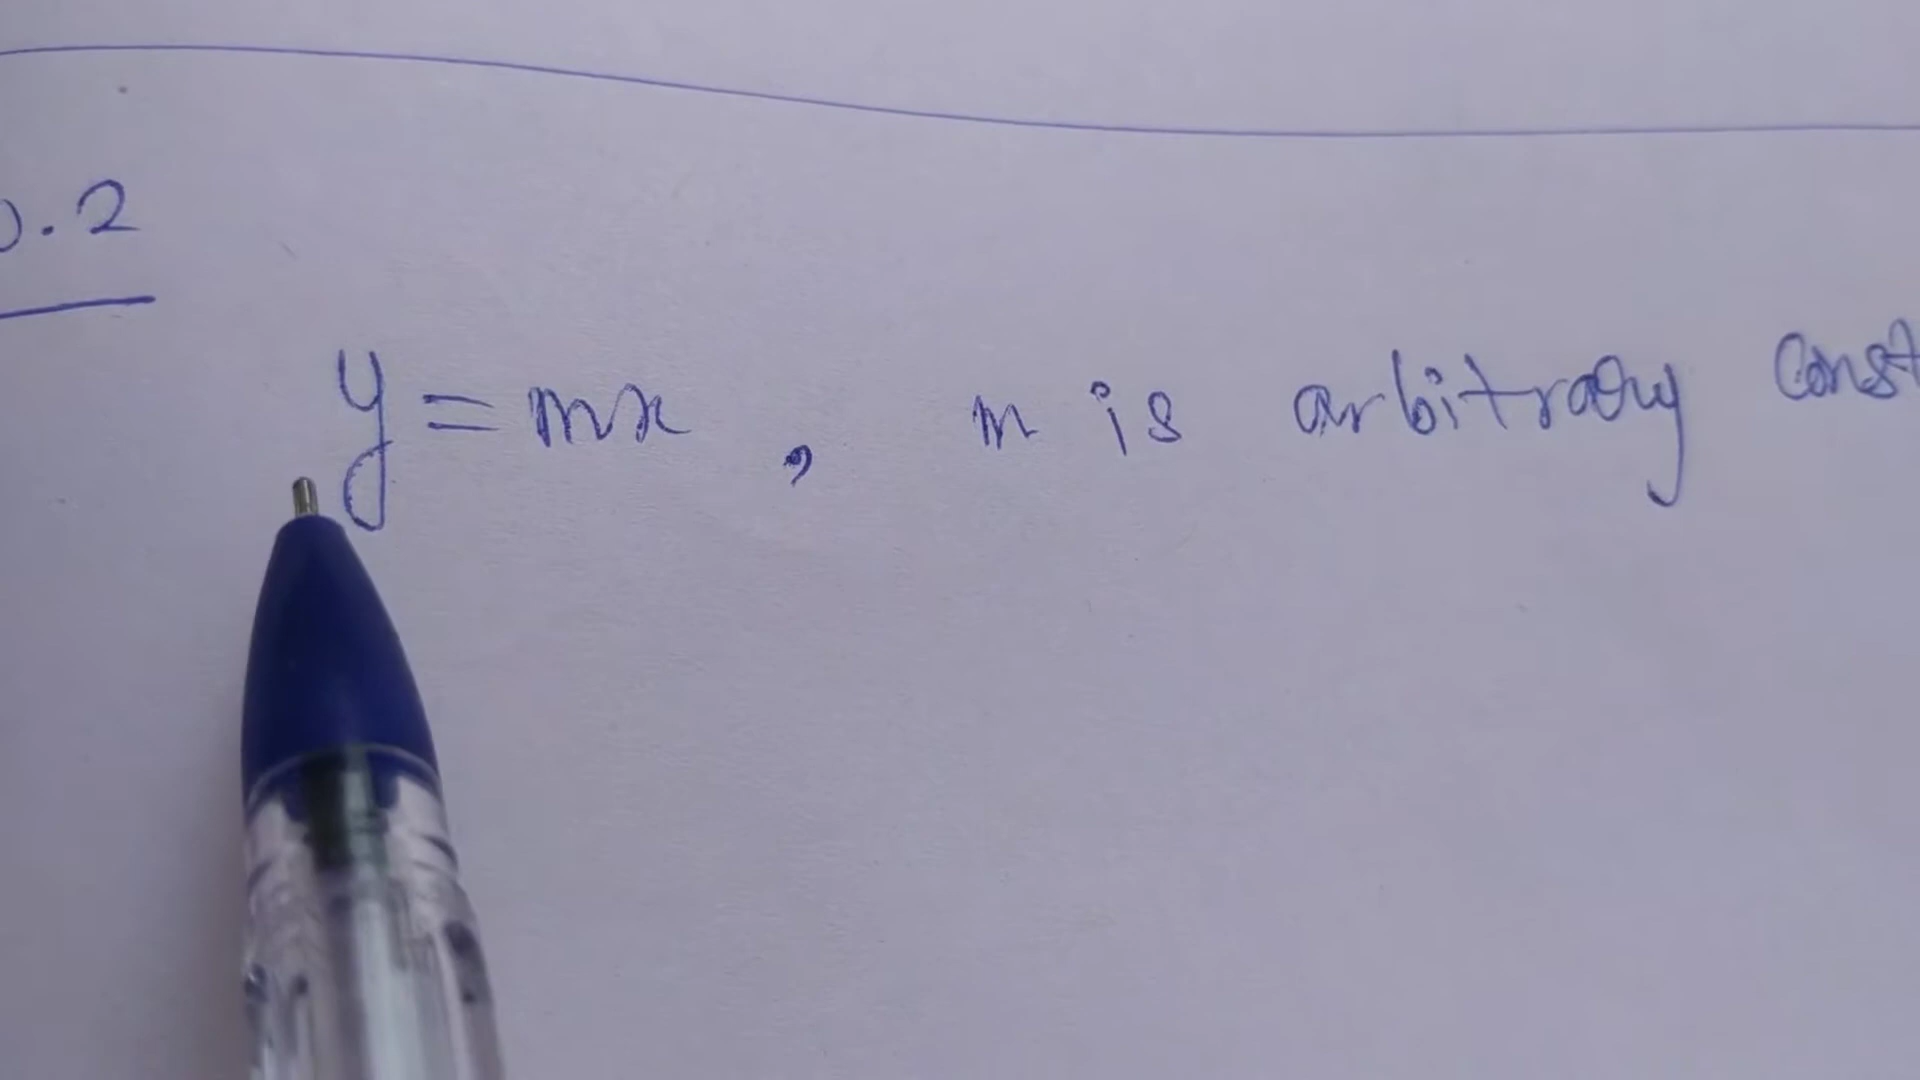 .2
y = mx , m is arbitrary Const